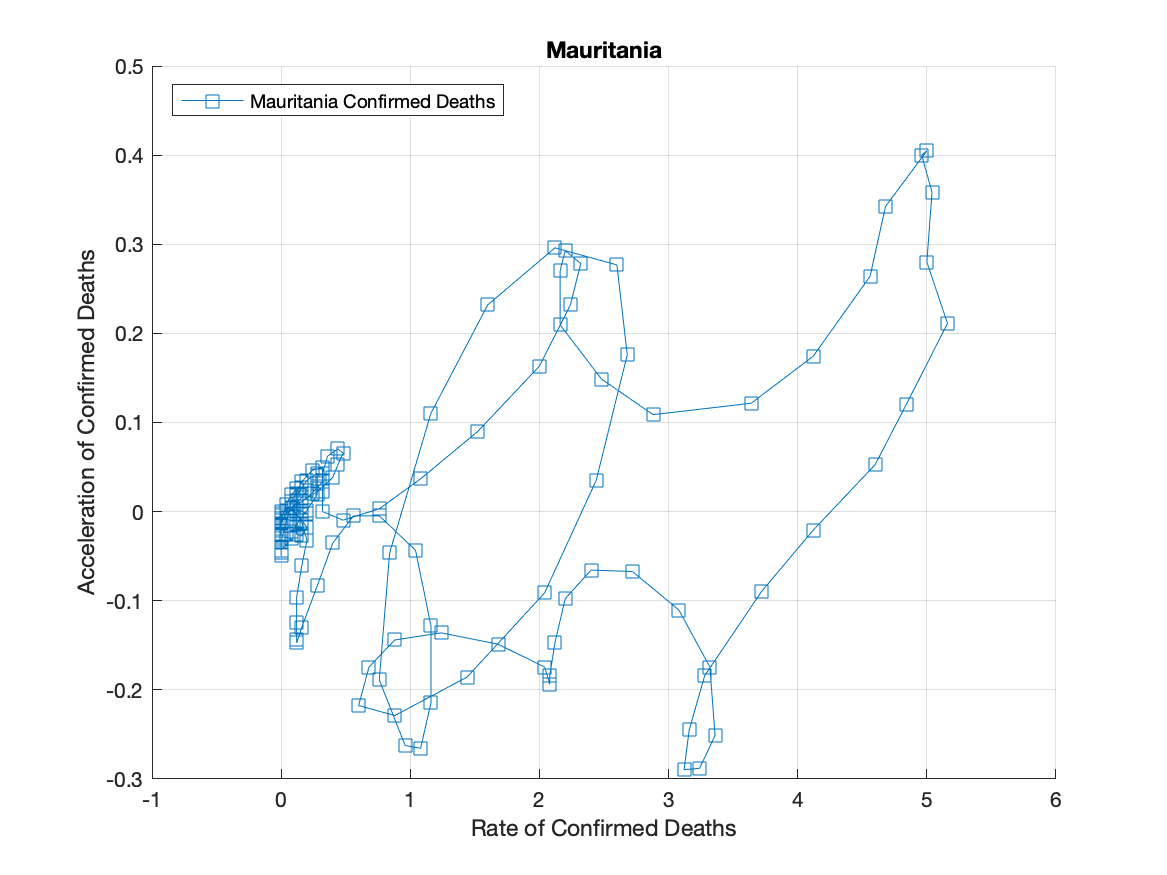 Mauritania
Mauritania Confirmed Deaths
0.5
0.4
0.3
0.2
0.1
0
-0.1
-0.2
-0.3
Acceleration of Confirmed Deaths
-1 0 1 2 3 4 5 6
Rate of Confirmed Deaths